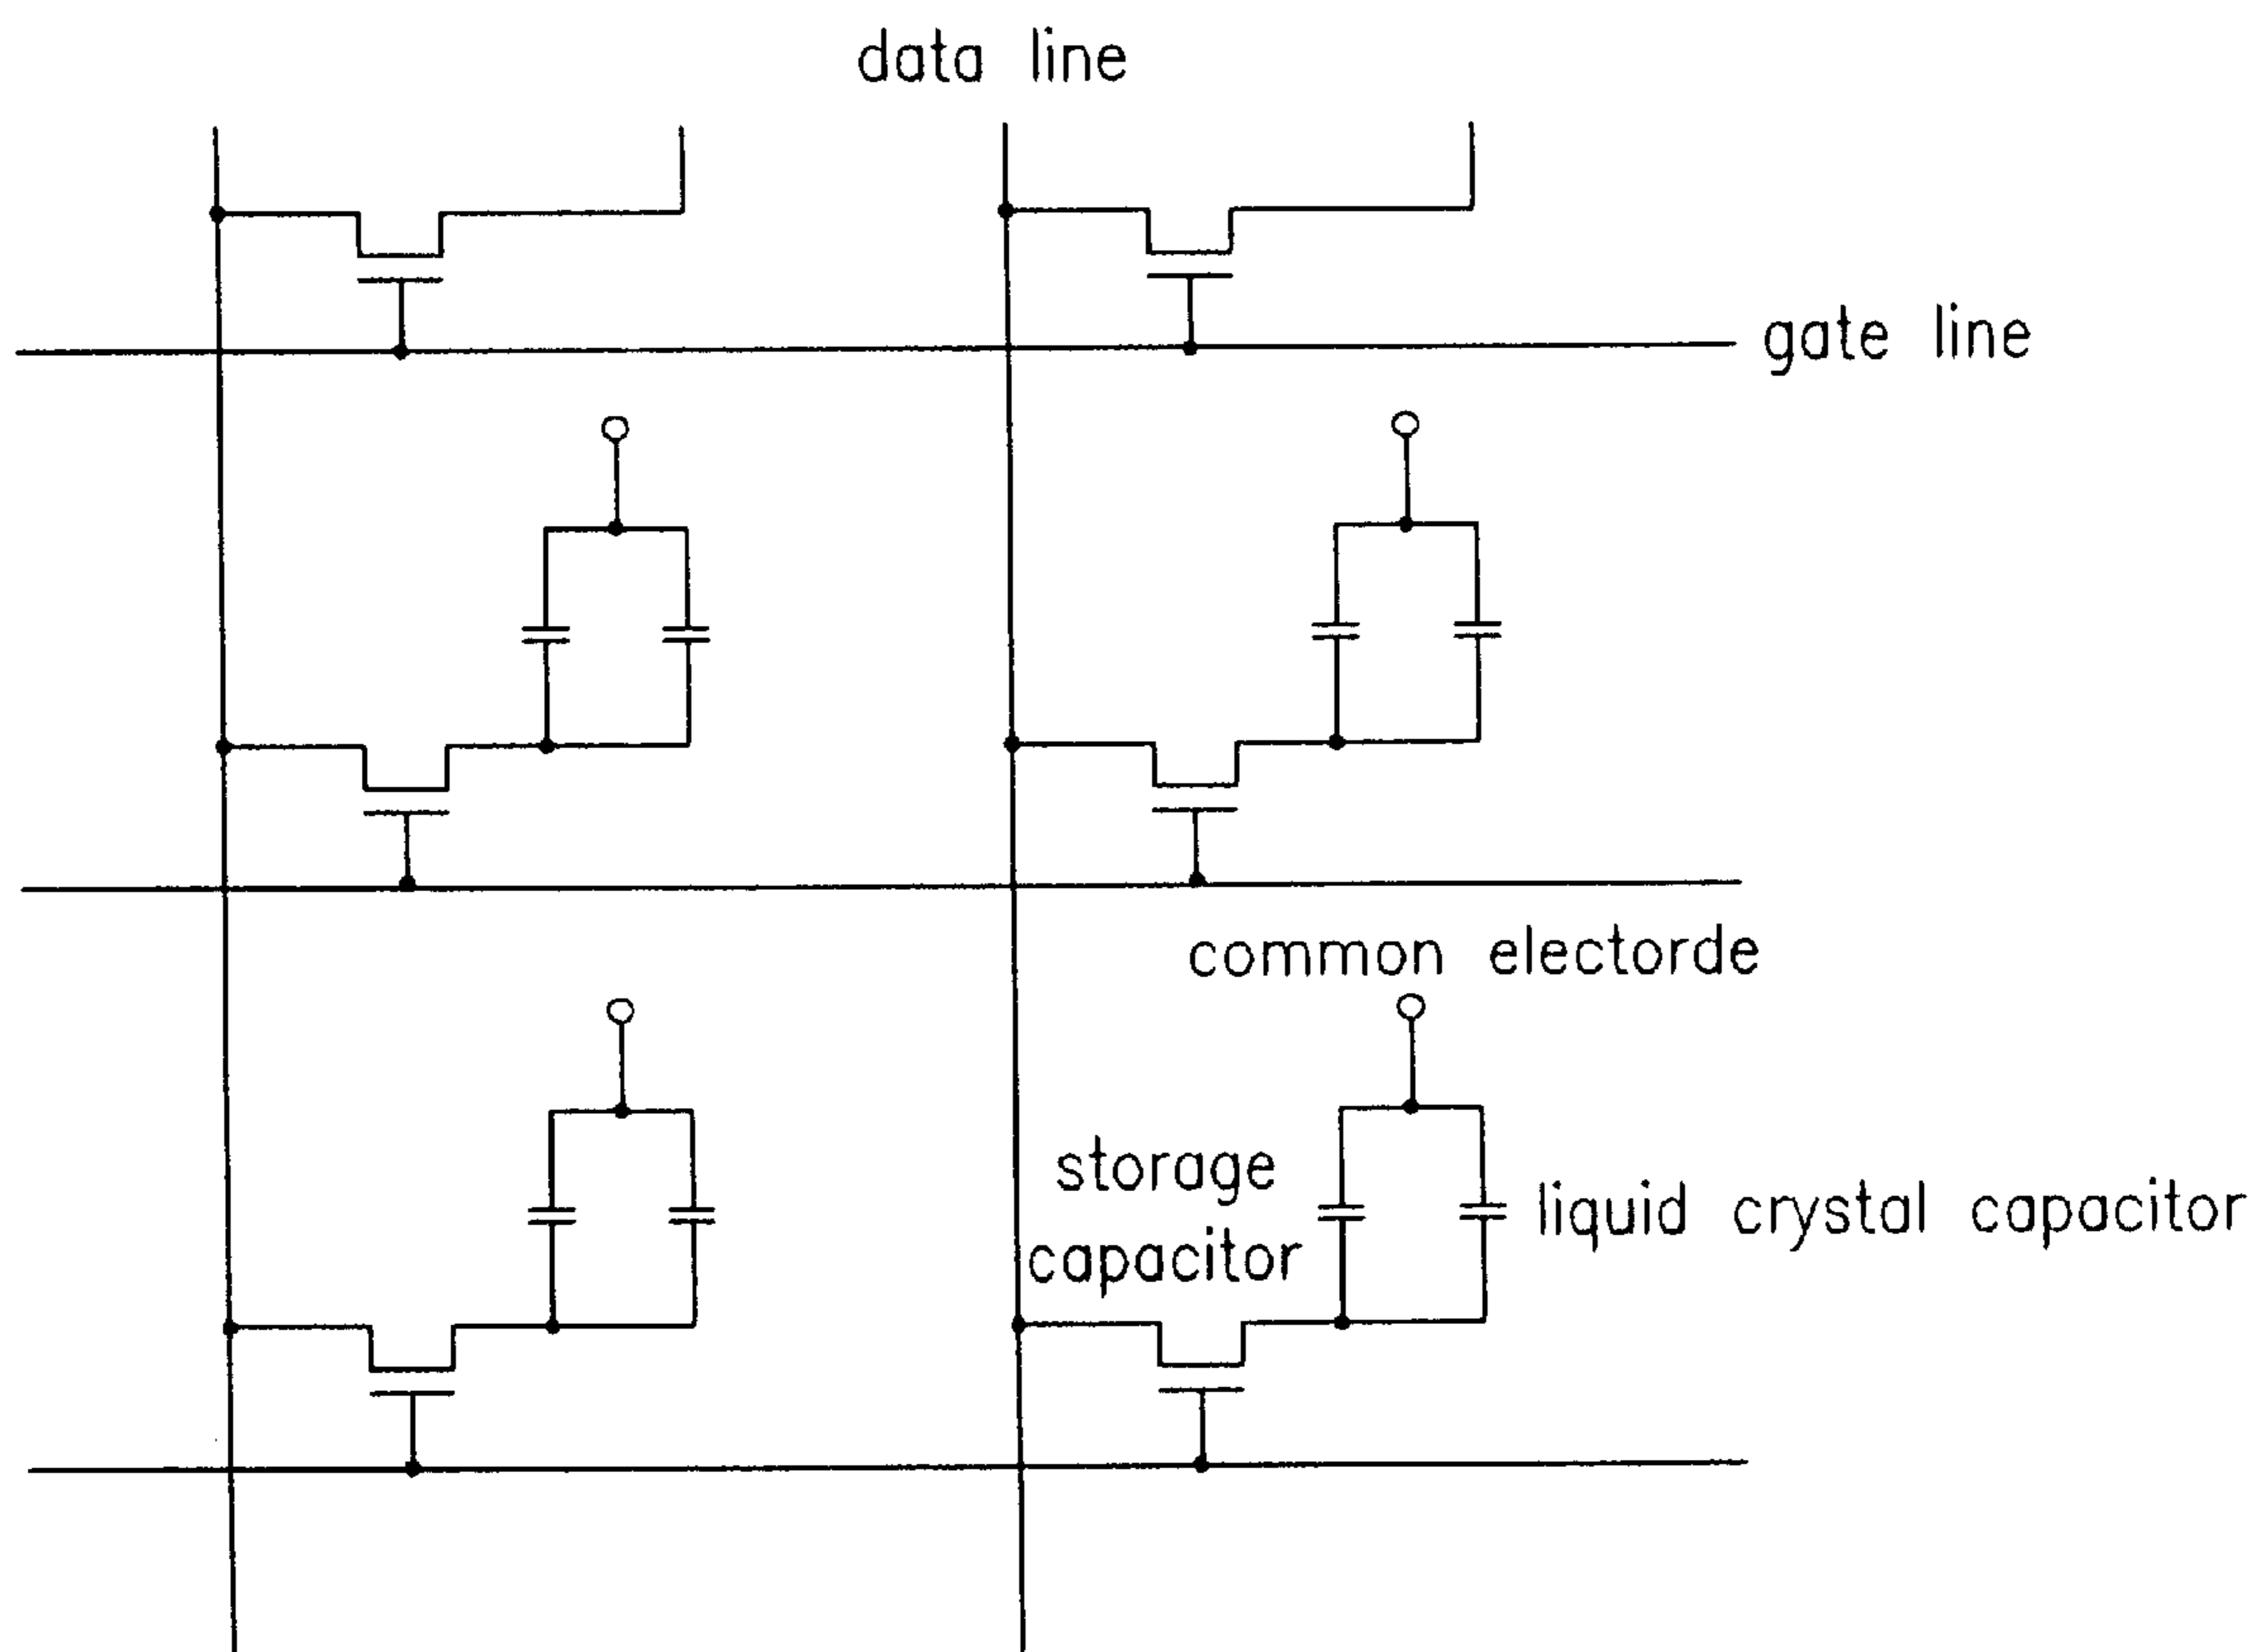 data line
gate line
common electorde
storage
capacitor
liquid crystal capacitor